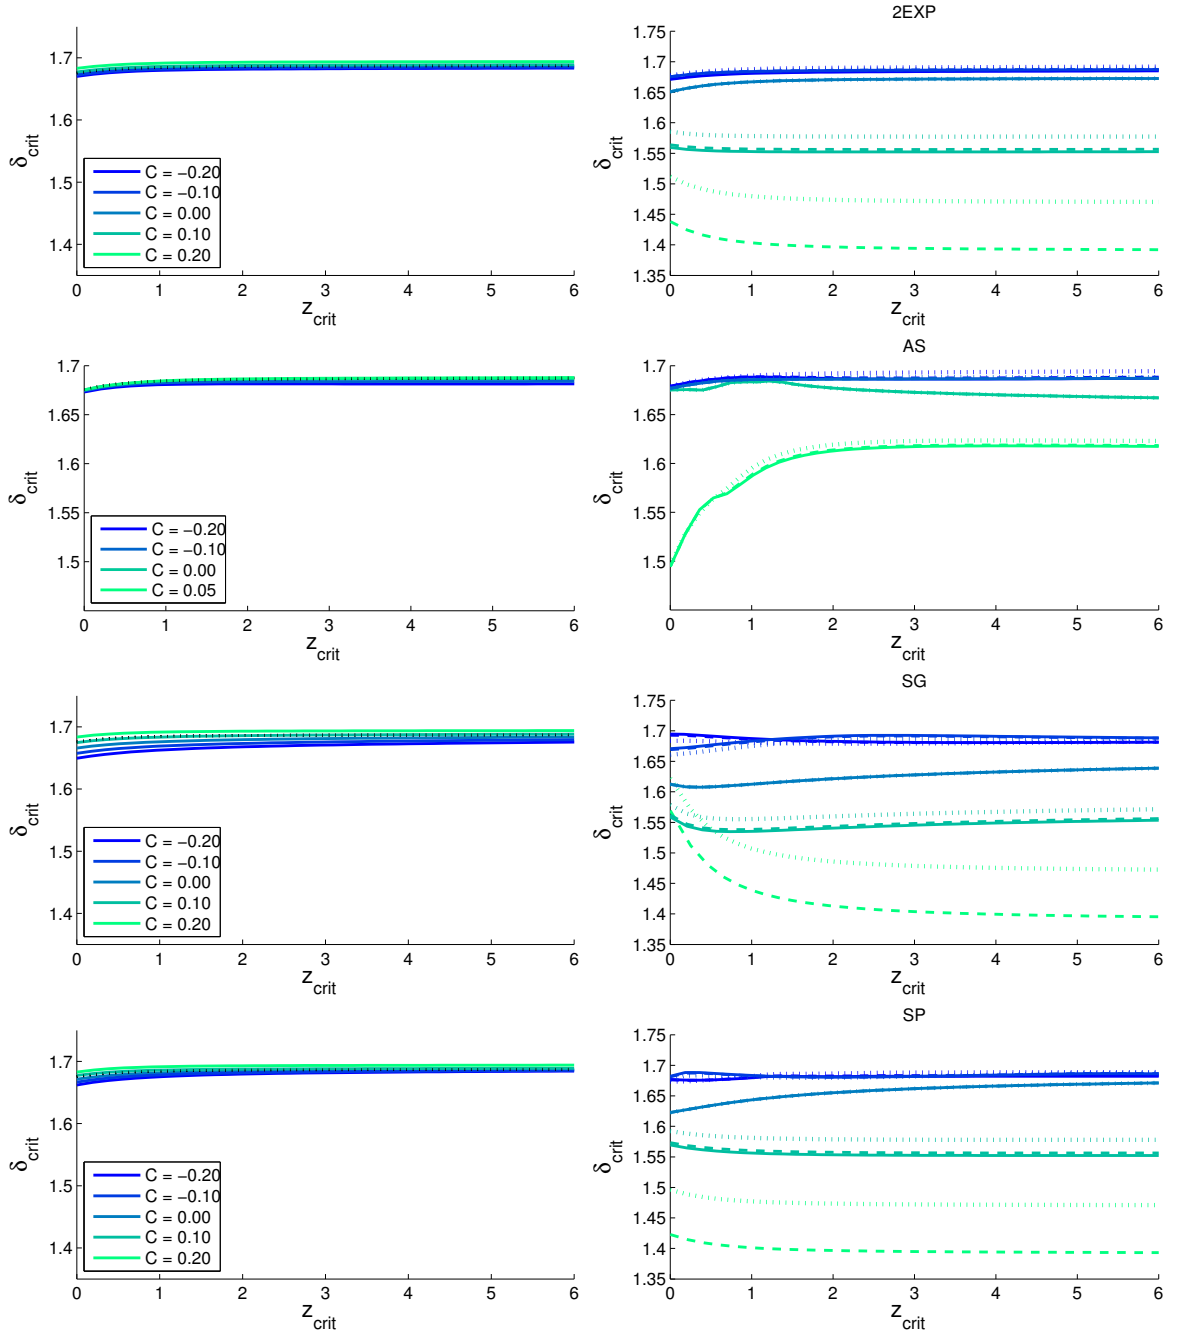 1.7
1.6
1.5
1.4
δcrit
C = −0.20
C = −0.10
C = 0.00
C = 0.10
C = 0.20
0 1 2 3 4 5 6
zcrit
2EXP
1.75
1.7
1.65
1.6
1.55
1.5
1.45
1.4
1.35
δcrit
0 1 2 3 4 5 6
zcrit
1.7
1.65
1.6
1.55
1.5
δcrit
C = −0.20
C = −0.10
C = 0.00
C = 0.05
0 1 2 3 4 5 6
zcrit
AS
1.7
1.65
1.6
1.55
1.5
δcrit
0 1 2 3 4 5 6
zcrit
1.7
1.6
1.5
1.4
δcrit
C = −0.20
C = −0.10
C = 0.00
C = 0.10
C = 0.20
0 1 2 3 4 5 6
zcrit
SG
1.75
1.7
1.65
1.6
1.55
1.5
1.45
1.4
1.35
δcrit
0 1 2 3 4 5 6
zcrit
1.7
1.6
1.5
1.4
δcrit
C = −0.20
C = −0.10
C = 0.00
C = 0.10
C = 0.20
0 1 2 3 4 5 6
zcrit
SP
1.75
1.7
1.65
1.6
1.55
1.5
1.45
1.4
1.35
δcrit
0 1 2 3 4 5 6
zcrit